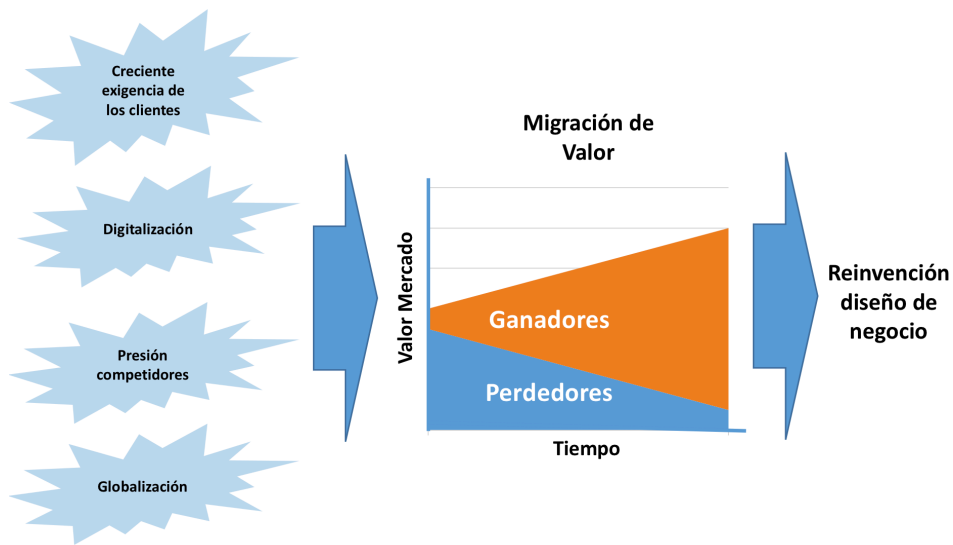 Creciente
exigencia de
los clientes
Digitalización
Presión
competidores
Globalización
Migración de
Valor
Valor Mercado
Ganadores
Perdedores
Tiempo
Reinvención
diseño de
negocio